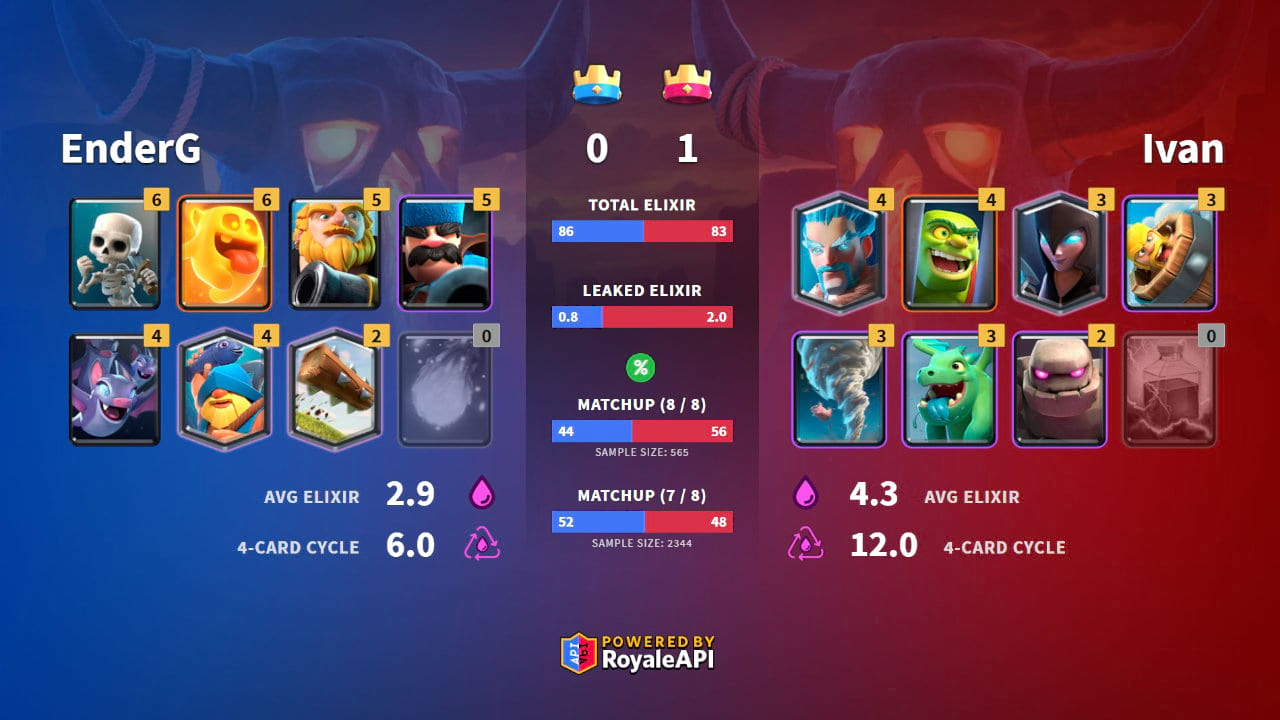 EnderG
0 1
Ivan
6 6 5 5
4 4 2 0
TOTAL ELIXIR
86 83
LEAKED ELIXIR
0.8 2.0
%
MATCHUP (8 / 8)
44 56
SAMPLE SIZE: 565
MATCHUP (7 / 8)
52 48
SAMPLE SIZE: 2344
4 4 3 3
3 3 2 0
AVG ELIXIR 2.9
4-CARD CYCLE 6.0
4.3 AVG ELIXIR
12.0 4-CARD CYCLE
API
POWERED BY
RoyaleAPI